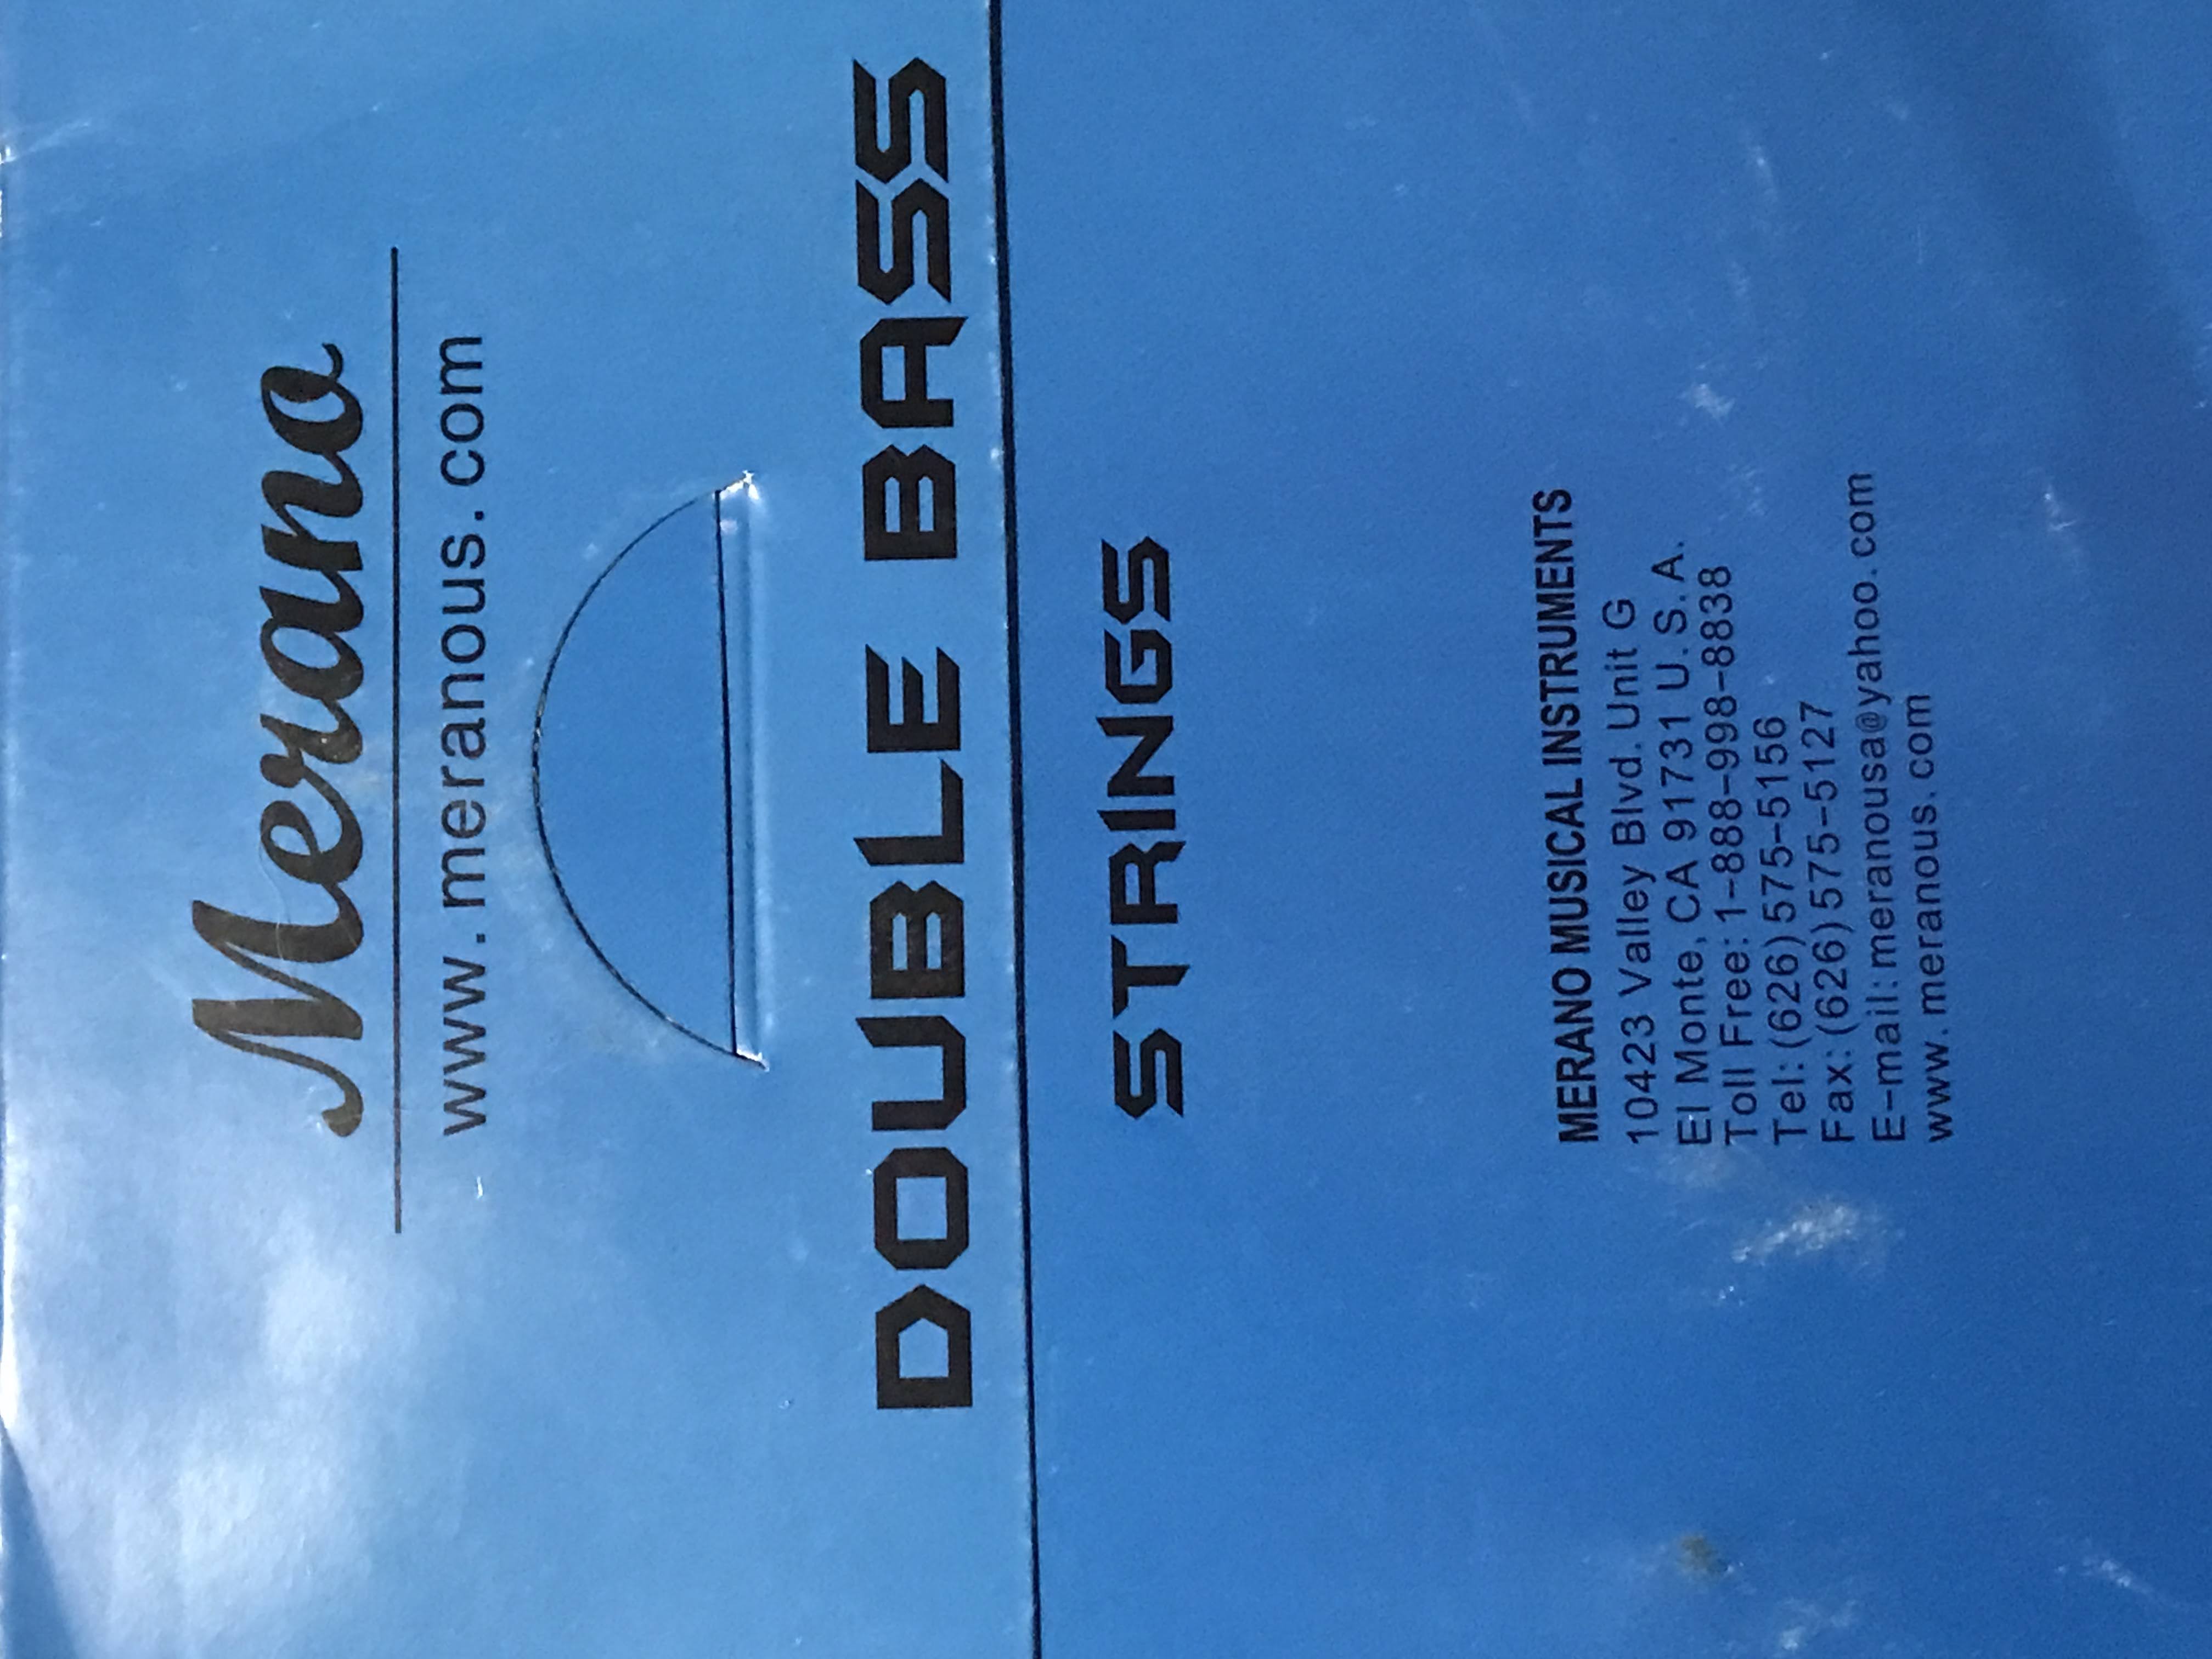 Merano
www.meranous.com
DOUBLE BASS
STRINGS
MERANO MUSICAL INSTRUMENTS
10423 Valley Blvd. Unit G
El Monte, CA 91731 U.S.A.
Toll Free: 1-888-998-8838
Tel: (626)575-5156
Fax: (626)575-5127
E-mail: meranousa@yahoo.com
www.meranous.com